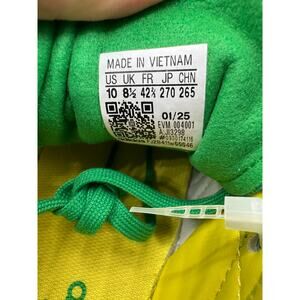 MADE IN VIETNAM
US UK FR JP CHN
10 8½ 42⅔ 270 265
01/25
EVM 004001